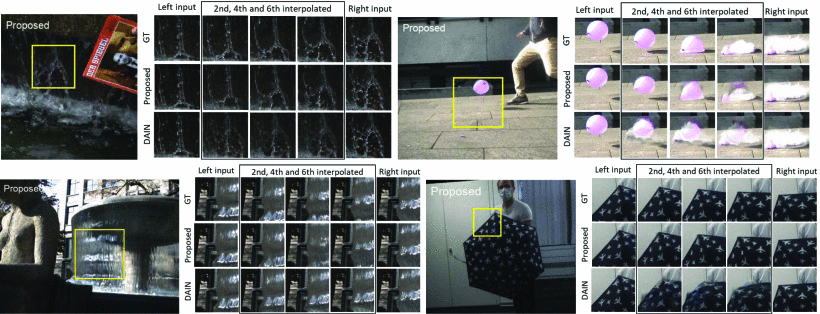 Proposed
DER SPIEGEL
Left input
2nd, 4th and 6th interpolated
Right input
GT
Proposed
DAIN
Proposed
Left input
2nd, 4th and 6th interpolated
Right input
GT
Proposed
DAIN
Proposed
Left input
2nd, 4th and 6th interpolated
Right input
GT
Proposed
DAIN
Proposed
Left input
2nd, 4th and 6th interpolated
Right input
GT
Proposed
DAIN